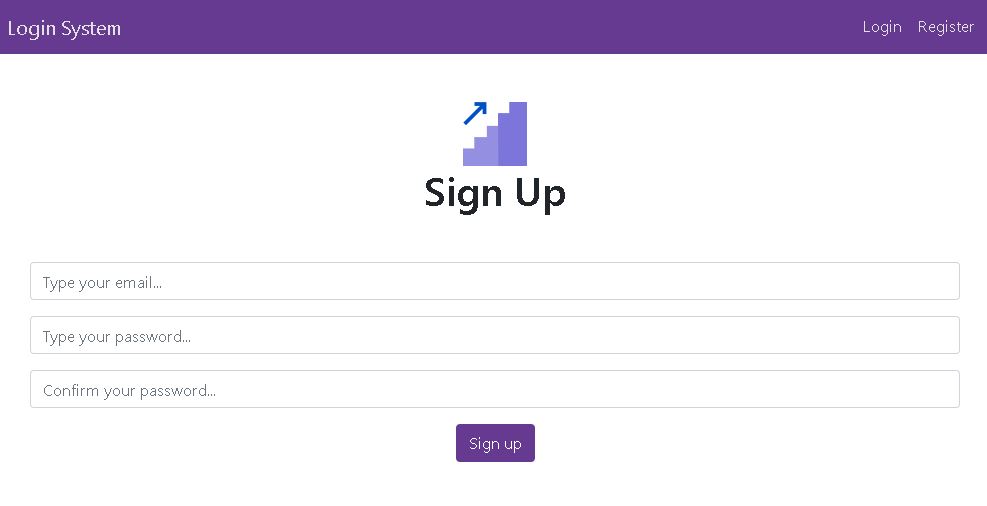 Login System
Login Register
Sign Up
Type your email...
Type your password...
Confirm your password...
Sign up